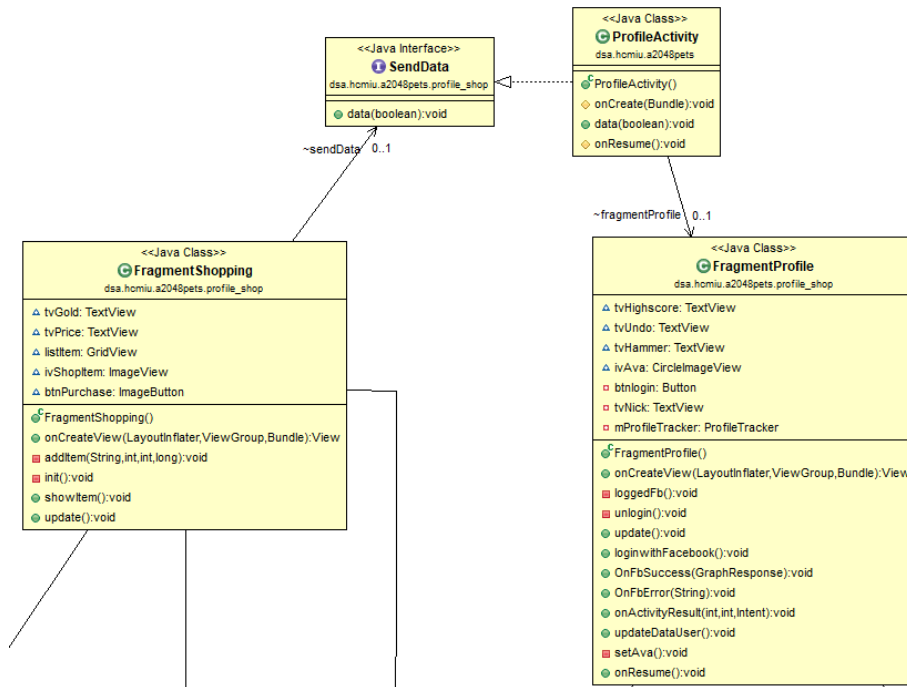 <<Java Class>>
ProfileActivity
dsa.hcmiu.a2048pets
ProfileActivity()
onCreate(Bundle):void
data(boolean):void
onResume():void
<<Java Interface>>
SendData
dsa.hcmiu.a2048pets.profile_shop
data(boolean):void
~sendData
0..1
~fragmentProfile
0..1
<<Java Class>>
FragmentShopping
dsa.hcmiu.a2048pets.profile_shop
tvGold: TextView
tvPrice: TextView
listItem: GridView
ivShopItem: ImageView
btnPurchase: ImageButton
FragmentShopping()
onCreateView(LayoutInflater,ViewGroup,Bundle):View
addItem(String,int,int,long):void
init():void
showItem():void
update():void
<<Java Class>>
FragmentProfile
dsa.hcmiu.a2048pets.profile_shop
tvHighscore: TextView
tvUndo: TextView
tvHammer: TextView
ivAva: CircleImageView
btnlogin: Button
tvNick: TextView
mProfileTracker: ProfileTracker
FragmentProfile()
onCreateView(LayoutInflater,ViewGroup,Bundle):View
loggedFb():void
unlogin():void
update():void
loginwithFacebook():void
OnFbSuccess(GraphResponse):void
OnFbError(String):void
onActivityResult(int,int,Intent):void
updateDataUser():void
setAva():void
onResume():void